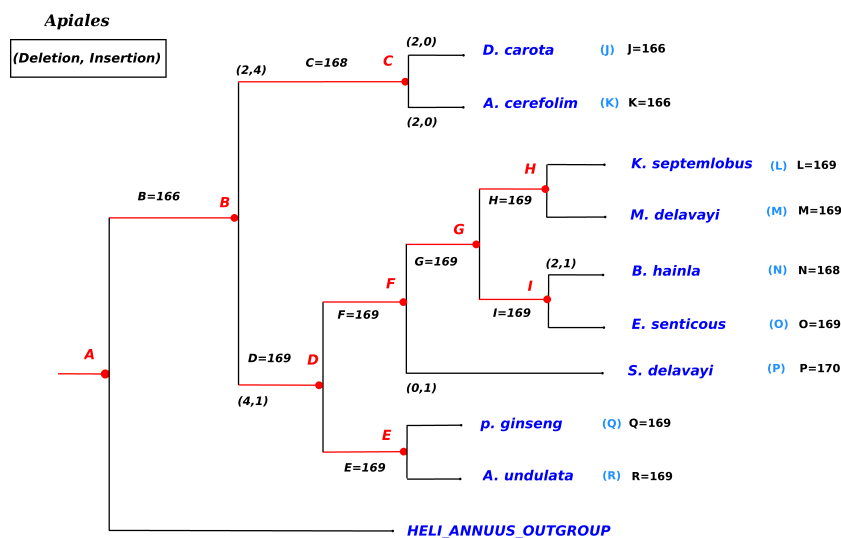 Apiales
(Deletion, Insertion)
(2,0)
C=168
C
D. carota (J) J=166
(2,4)
A. cerefolim (K) K=166
(2,0)
K. septemlobus (L) L=169
H
B=166
B
H=169
M. delavayi (M) M=169
G
G=169
(2,1)
B. hainla (N) N=168
F
I
F=169
I=169
E. senticous (O) O=169
A
D=169
D
S. delavayi (P) P=170
(4,1)
(0,1)
p. ginseng (Q) Q=169
E
E=169
A. undulata (R) R=169
HELI_ANNUUS_OUTGROUP